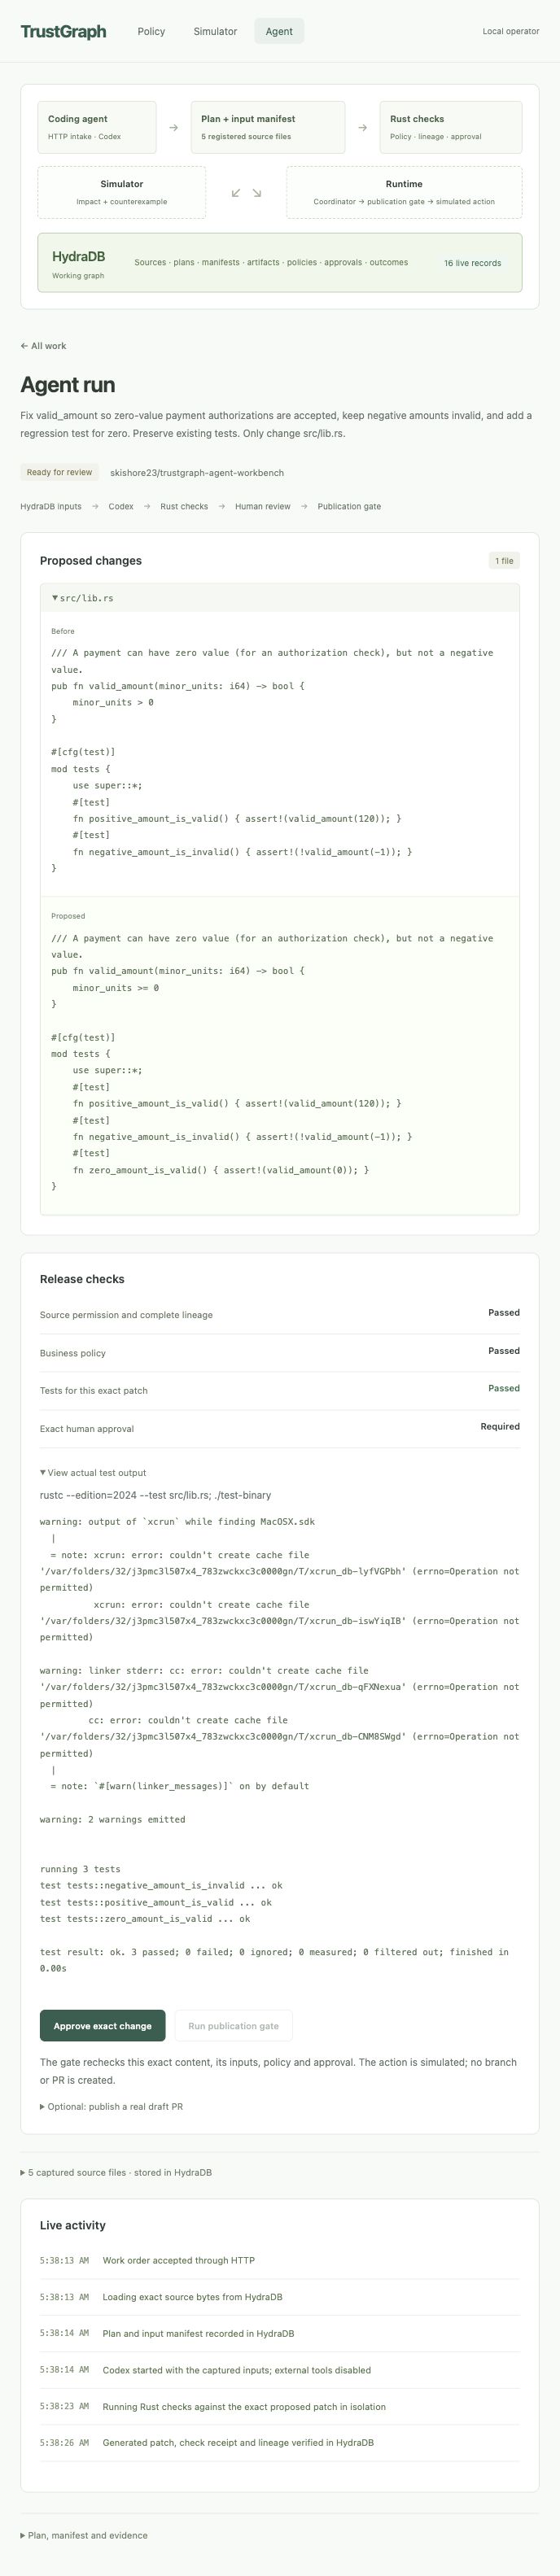 TrustGraph Policy Simulator Agent Local operator
Coding agent → Plan + input manifest → Rust checks
HTTP intake · Codex 5 registered source files Policy · lineage · approval
Simulator ↙ ↘ Runtime
Impact + counterexample Coordinator → publication gate → simulated action
HydraDB Sources · plans · manifests · artifacts · policies · approvals · outcomes 16 live records
Working graph
← All work
Agent run
Fix valid_amount so zero-value payment authorizations are accepted, keep negative amounts invalid, and add a
regression test for zero. Preserve existing tests. Only change src/lib.rs.
Ready for review skishore23/trustgraph-agent-workbench
HydraDB inputs → Codex → Rust checks → Human review → Publication gate
Proposed changes 1 file
▼ src/lib.rs
Before
/// A payment can have zero value (for an authorization check), but not a negative
value.
pub fn valid_amount(minor_units: i64) -> bool {
    minor_units > 0
}
#[cfg(test)]
mod tests {
    use super::*;
    #[test]
    fn positive_amount_is_valid() { assert!(valid_amount(120)); }
    #[test]
    fn negative_amount_is_invalid() { assert!(!valid_amount(-1)); }
}
Proposed
/// A payment can have zero value (for an authorization check), but not a negative
value.
pub fn valid_amount(minor_units: i64) -> bool {
    minor_units >= 0
}
#[cfg(test)]
mod tests {
    use super::*;
    #[test]
    fn positive_amount_is_valid() { assert!(valid_amount(120)); }
    #[test]
    fn negative_amount_is_invalid() { assert!(!valid_amount(-1)); }
    #[test]
    fn zero_amount_is_valid() { assert!(valid_amount(0)); }
}
Release checks
Source permission and complete lineage Passed
Business policy Passed
Tests for this exact patch Passed
Exact human approval Required
▼ View actual test output
rustc --edition=2024 --test src/lib.rs; ./test-binary
warning: output of `xcrun` while finding MacOSX.sdk
  |
  = note: xcrun: error: couldn't create cache file
'/var/folders/32/j3pmc3l507x4_783zwckxc3c0000gn/T/xcrun_db-lyfVGPbh' (errno=Operation not
permitted)
          xcrun: error: couldn't create cache file
'/var/folders/32/j3pmc3l507x4_783zwckxc3c0000gn/T/xcrun_db-iswYiqIB' (errno=Operation not
permitted)
warning: linker stderr: cc: error: couldn't create cache file
'/var/folders/32/j3pmc3l507x4_783zwckxc3c0000gn/T/xcrun_db-qFXNexua' (errno=Operation not
permitted)
         cc: error: couldn't create cache file
'/var/folders/32/j3pmc3l507x4_783zwckxc3c0000gn/T/xcrun_db-CNM8SWgd' (errno=Operation not
permitted)
  |
  = note: `#[warn(linker_messages)]` on by default
warning: 2 warnings emitted
running 3 tests
test tests::negative_amount_is_invalid ... ok
test tests::positive_amount_is_valid ... ok
test tests::zero_amount_is_valid ... ok
test result: ok. 3 passed; 0 failed; 0 ignored; 0 measured; 0 filtered out; finished in
0.00s
Approve exact change Run publication gate
The gate rechecks this exact content, its inputs, policy and approval. The action is simulated; no branch
or PR is created.
▶ Optional: publish a real draft PR
▶ 5 captured source files · stored in HydraDB
Live activity
5:38:13 AM Work order accepted through HTTP
5:38:13 AM Loading exact source bytes from HydraDB
5:38:14 AM Plan and input manifest recorded in HydraDB
5:38:14 AM Codex started with the captured inputs; external tools disabled
5:38:23 AM Running Rust checks against the exact proposed patch in isolation
5:38:26 AM Generated patch, check receipt and lineage verified in HydraDB
▶ Plan, manifest and evidence